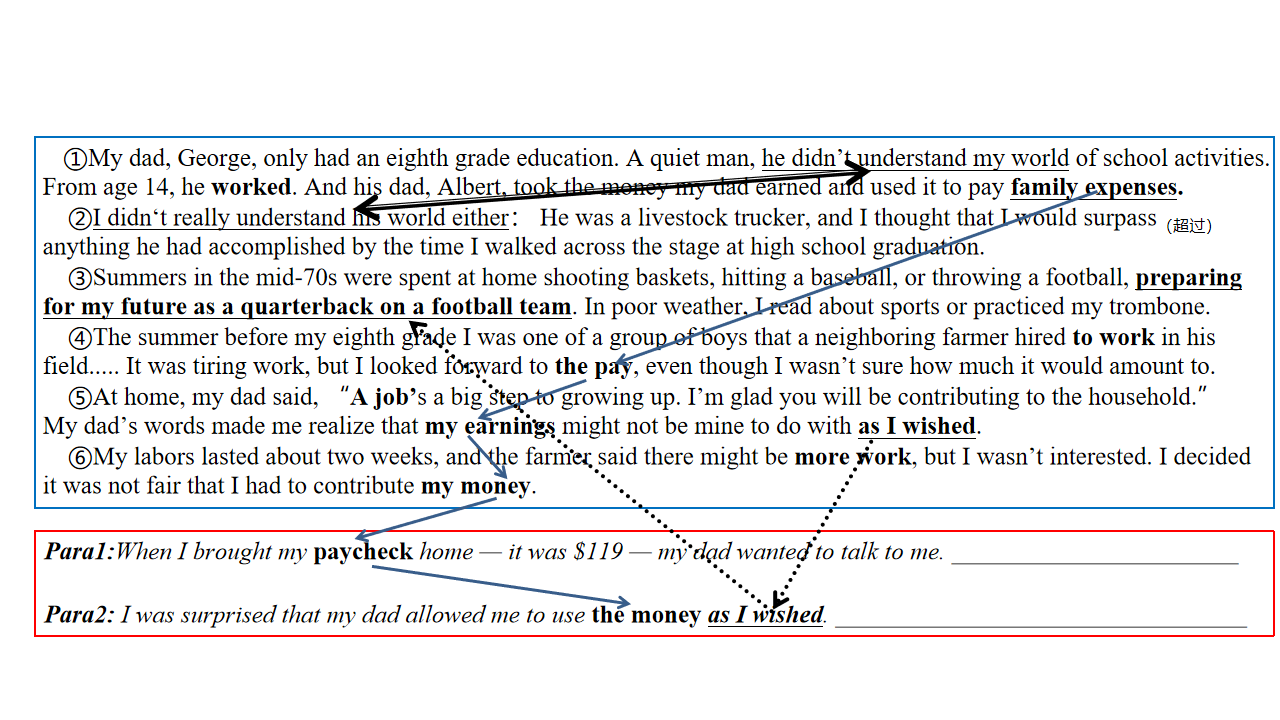 ①My dad, George, only had an eighth grade education. A quiet man, he didn’t understand my world of school activities.
From age 14, he worked. And his dad, Albert, took the money my dad earned and used it to pay family expenses.
②I didn‘t really understand his world either： He was a livestock trucker, and I thought that I would surpass（超过）
anything he had accomplished by the time I walked across the stage at high school graduation.
③Summers in the mid-70s were spent at home shooting baskets, hitting a baseball, or throwing a football, preparing
for my future as a quarterback on a football team. In poor weather, I read about sports or practiced my trombone.
④The summer before my eighth grade I was one of a group of boys that a neighboring farmer hired to work in his
field..... It was tiring work, but I looked forward to the pay, even though I wasn’t sure how much it would amount to.
⑤At home, my dad said, “A job’s a big step to growing up. I’m glad you will be contributing to the household.”
My dad’s words made me realize that my earnings might not be mine to do with as I wished.
⑥My labors lasted about two weeks, and the farmer said there might be more work, but I wasn’t interested. I decided
it was not fair that I had to contribute my money.
Para1:When I brought my paycheck home — it was $119 — my dad wanted to talk to me. ______________________
Para2: I was surprised that my dad allowed me to use the money as I wished. ________________________________